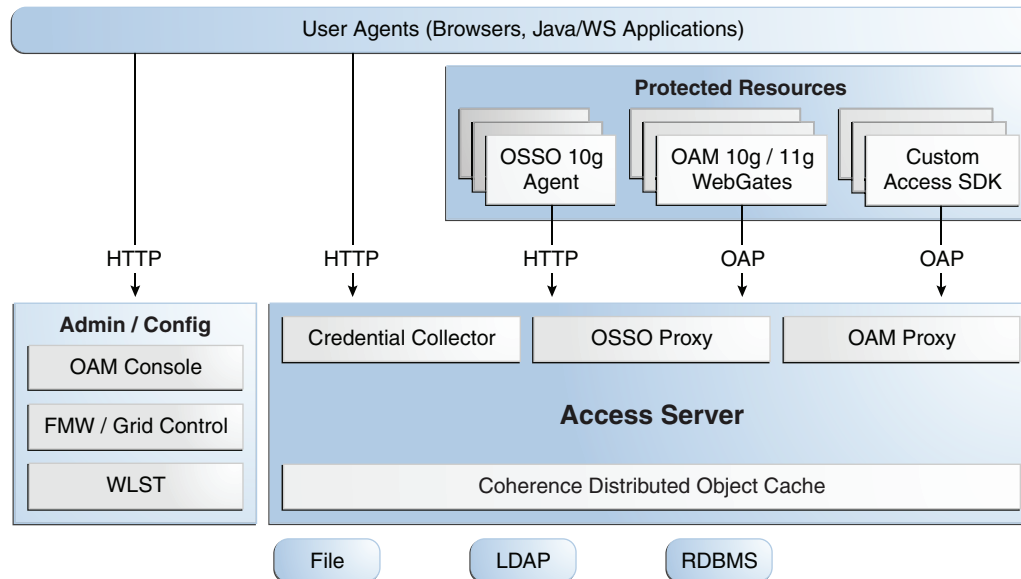 User Agents (Browsers, Java/WS Applications)
Protected Resources
OSSO 10g
Agent
OAM 10g / 11g
WebGates
Custom
Access SDK
HTTP
HTTP
HTTP
OAP
OAP
Admin / Config
OAM Console
FMW / Grid Control
WLST
Credential Collector
OSSO Proxy
OAM Proxy
Access Server
Coherence Distributed Object Cache
File
LDAP
RDBMS